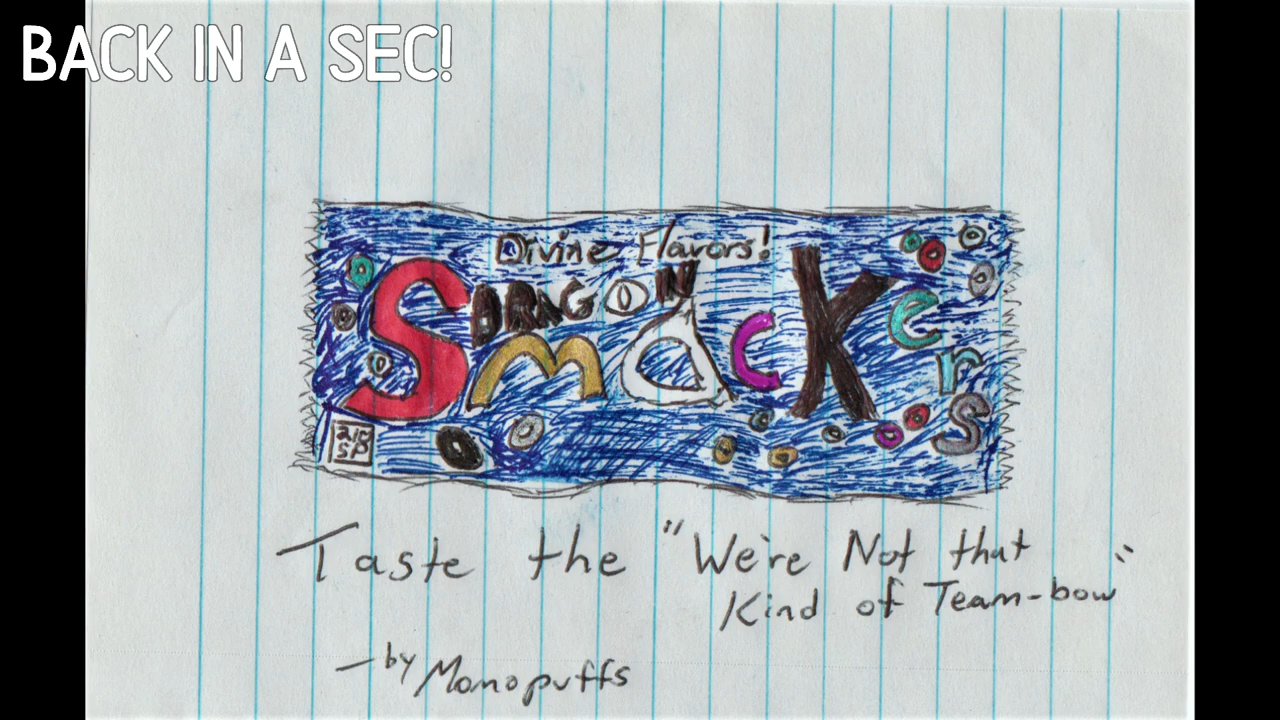 BACK IN A SEC!
Divine Flavors!
DRAGON
Smackers
Taste the "We're Not that
Kind of Team-bow"
- by Monopuffs